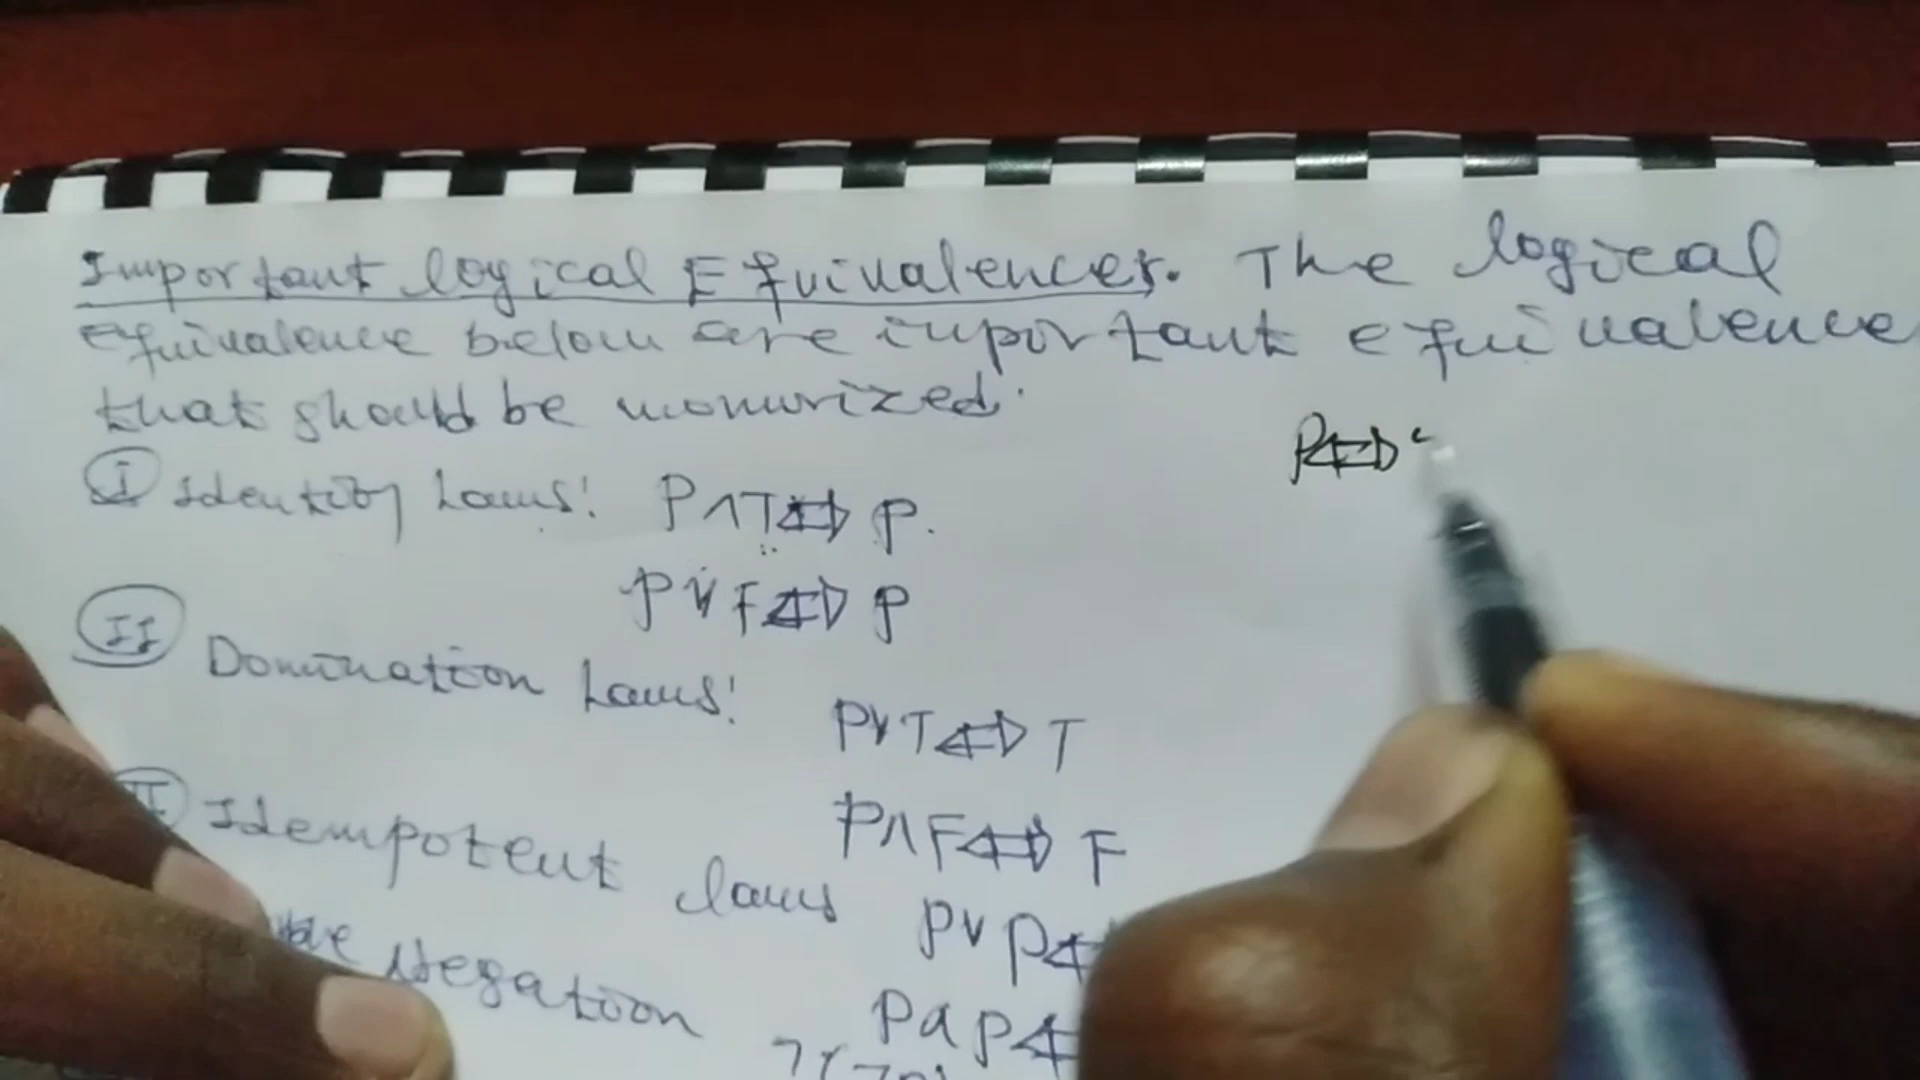 Important logical Equivalences. The logical
equivalence below are important equivalence
that should be momorized.
I Identity Laws: P ∧ T ⇔ P.
P ∨ F ⇔ P
P ⇔
II Domination Laws:
P ∨ T ⇔ T
P ∧ F ⇔ F
Idempotent laws
P ∨ P
Negation
P ∧ P